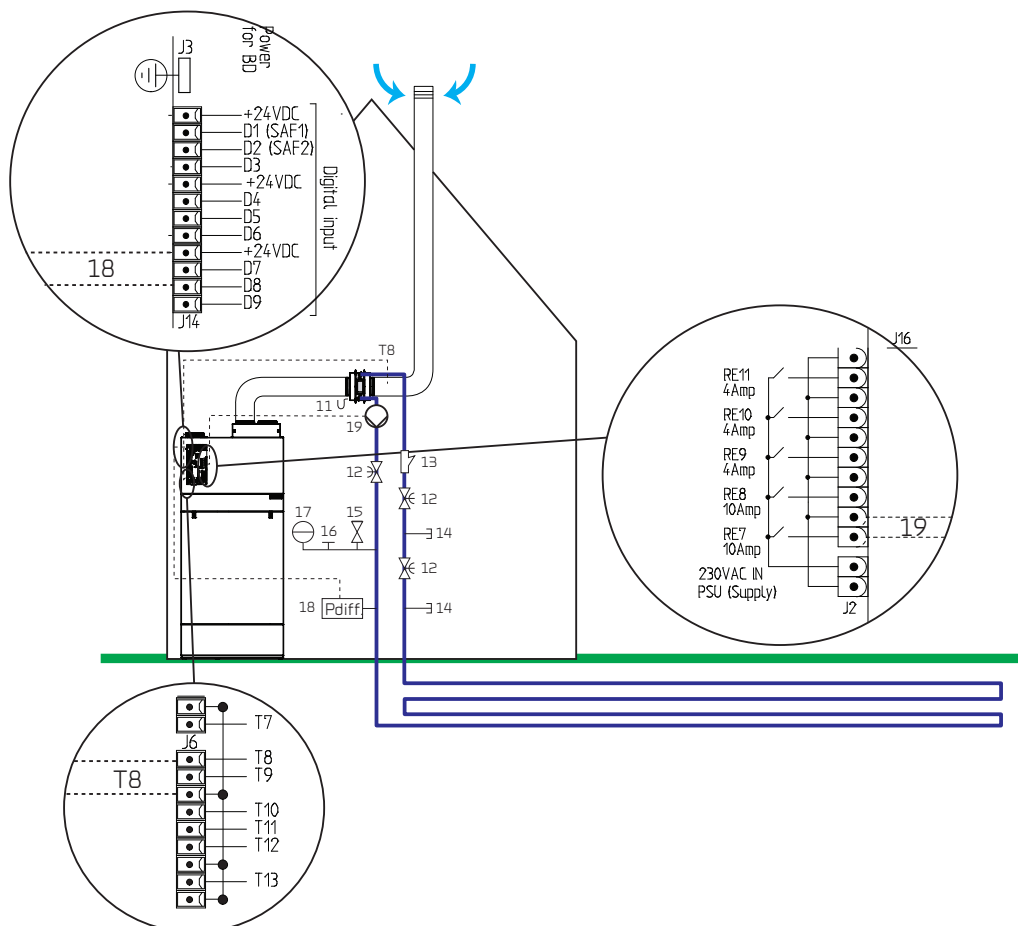 Power
for BD
J3
+24VDC
D1 (SAF1)
D2 (SAF2)
D3
+24VDC
D4
D5
D6
+24VDC
D7
D8
D9
Digital input
18
J14
T8
11
19
12
13
12
17
16
15
14
12
18
Pdiff.
14
J16
RE11
4Amp
RE10
4Amp
RE9
4Amp
RE8
10Amp
RE7
10Amp
19
230VAC IN
PSU (Supply)
J2
T7
J6
T8
T9
T8
T10
T11
T12
T13